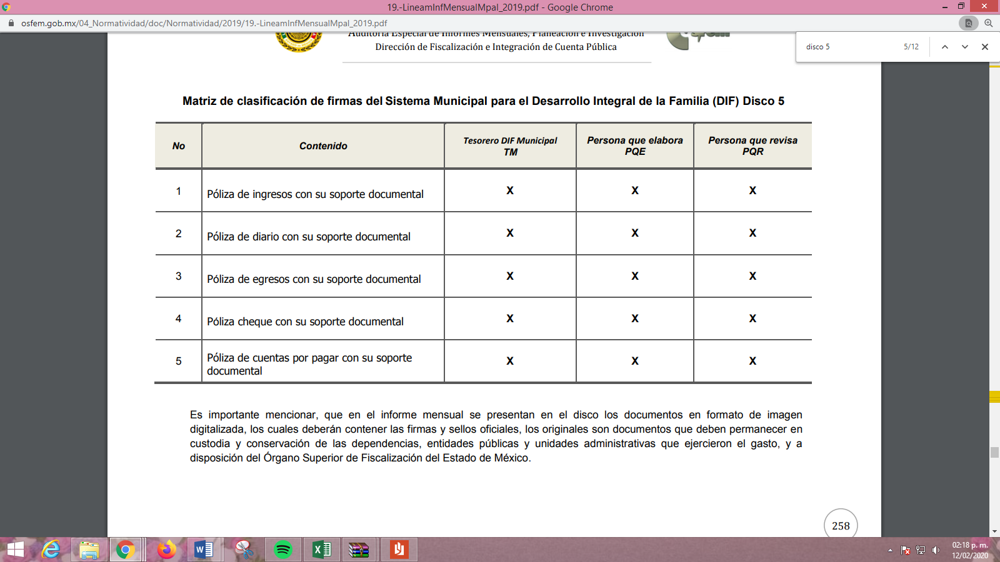 19.-LineamInfMensualMpal_2019.pdf - Google Chrome
osfem.gob.mx/04_Normatividad/doc/Normatividad/2019/19.-LineamInfMensualMpal_2019.pdf
disco 5 5/12
Auditoría Especial de Informes Mensuales, Planeación e Investigación
Dirección de Fiscalización e Integración de Cuenta Pública
Matriz de clasificación de firmas del Sistema Municipal para el Desarrollo Integral de la Familia (DIF) Disco 5
No Contenido Tesorero DIF Municipal TM Persona que elabora PQE Persona que revisa PQR
1 Póliza de ingresos con su soporte documental X X X
2 Póliza de diario con su soporte documental X X X
3 Póliza de egresos con su soporte documental X X X
4 Póliza cheque con su soporte documental X X X
5 Póliza de cuentas por pagar con su soporte documental X X X
Es importante mencionar, que en el informe mensual se presentan en el disco los documentos en formato de imagen
digitalizada, los cuales deberán contener las firmas y sellos oficiales, los originales son documentos que deben permanecer en
custodia y conservación de las dependencias, entidades públicas y unidades administrativas que ejercieron el gasto, y a
disposición del Órgano Superior de Fiscalización del Estado de México.
258
02:18 p. m.
12/02/2020